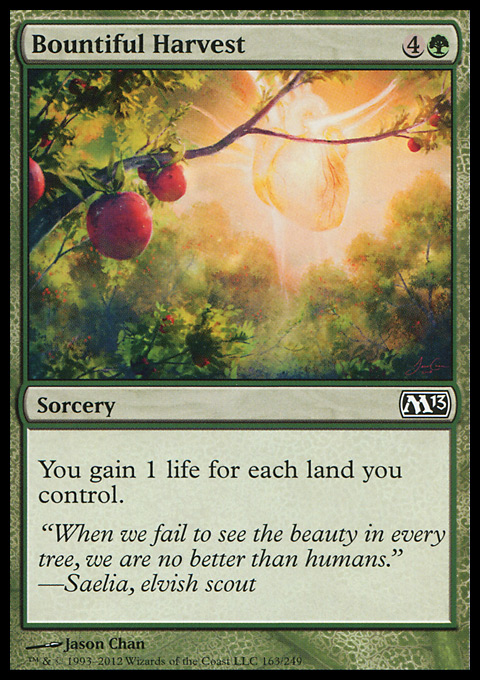 Bountiful Harvest 4
Sorcery M13
You gain 1 life for each land you
control.
“When we fail to see the beauty in every
tree, we are no better than humans.”
—Saelia, elvish scout
Jason Chan
™ & © 1993–2012 Wizards of the Coast LLC 163/249